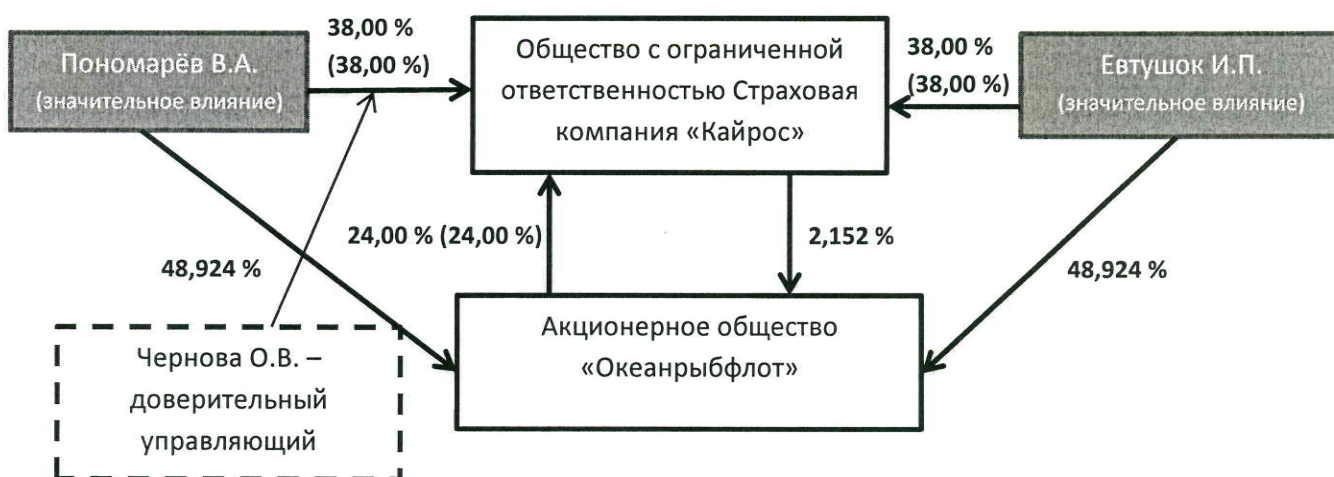 38,00 %
(38,00 %)
Пономарёв В.А.
(значительное влияние)
Общество с ограниченной
ответственностью Страховая
компания «Кайрос»
38,00 %
(38,00 %)
Евтушок И.П.
(значительное влияние)
24,00 % (24,00 %)
2,152 %
48,924 %
48,924 %
Чернова О.В. –
доверительный
управляющий
Акционерное общество
«Океанрыбфлот»